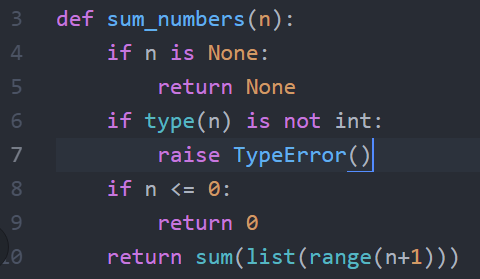 3 def sum_numbers(n):
4 if n is None:
5 return None
6 if type(n) is not int:
7 raise TypeError()
8 if n <= 0:
9 return 0
10 return sum(list(range(n+1)))